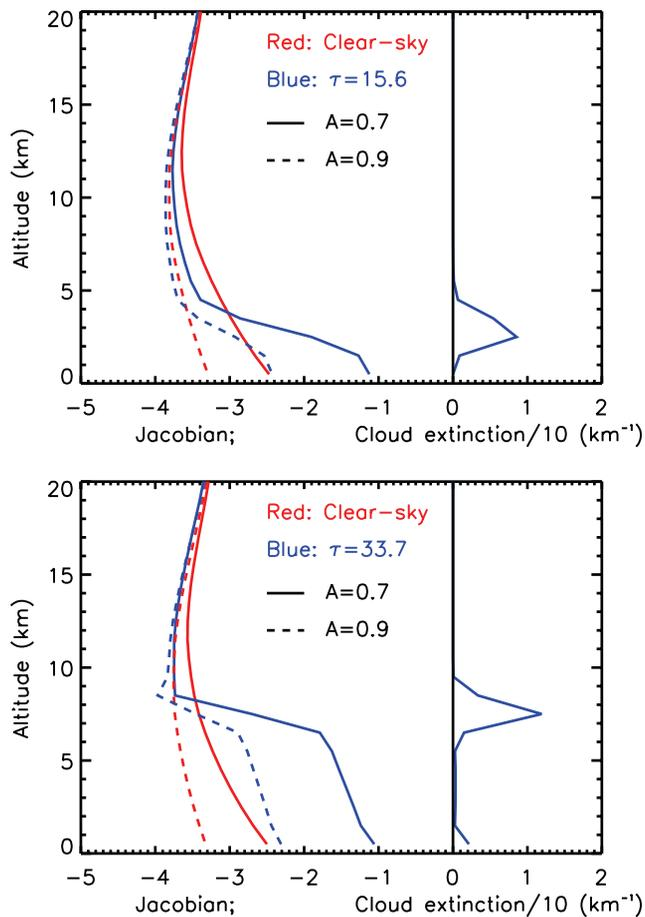 20
15
10
5
0
Altitude (km)
Red: Clear-sky
Blue: τ=15.6
A=0.7
A=0.9
-5 -4 -3 -2 -1 0 1 2
Jacobian; Cloud extinction/10 (km⁻¹)
20
15
10
5
0
Altitude (km)
Red: Clear-sky
Blue: τ=33.7
A=0.7
A=0.9
-5 -4 -3 -2 -1 0 1 2
Jacobian; Cloud extinction/10 (km⁻¹)